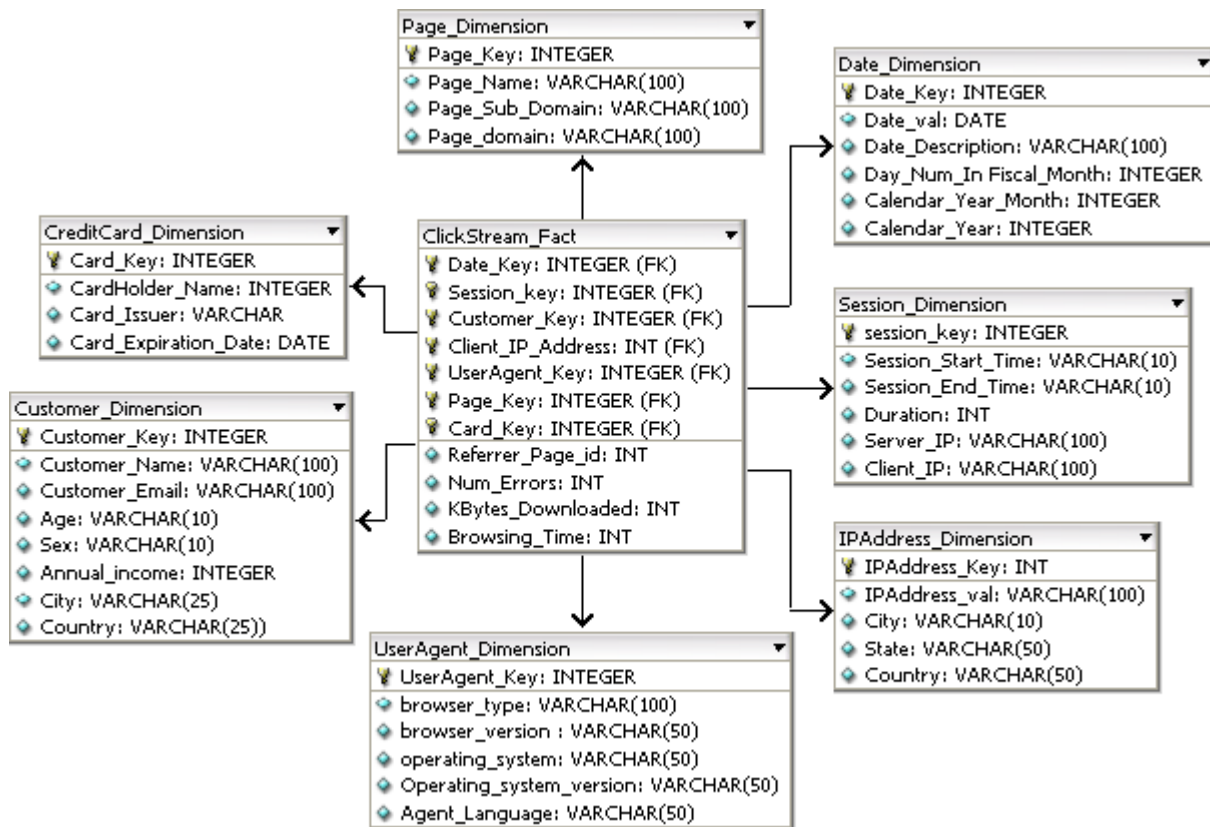 Page_Dimension
Page_Key: INTEGER
Page_Name: VARCHAR(100)
Page_Sub_Domain: VARCHAR(100)
Page_domain: VARCHAR(100)
Date_Dimension
Date_Key: INTEGER
Date_val: DATE
Date_Description: VARCHAR(100)
Day_Num_In Fiscal_Month: INTEGER
Calendar_Year_Month: INTEGER
Calendar_Year: INTEGER
CreditCard_Dimension
Card_Key: INTEGER
CardHolder_Name: INTEGER
Card_Issuer: VARCHAR
Card_Expiration_Date: DATE
ClickStream_Fact
Date_Key: INTEGER (FK)
Session_key: INTEGER (FK)
Customer_Key: INTEGER (FK)
Client_IP_Address: INT (FK)
UserAgent_Key: INTEGER (FK)
Page_Key: INTEGER (FK)
Card_Key: INTEGER (FK)
Referrer_Page_id: INT
Num_Errors: INT
KBytes_Downloaded: INT
Browsing_Time: INT
Session_Dimension
session_key: INTEGER
Session_Start_Time: VARCHAR(10)
Session_End_Time: VARCHAR(10)
Duration: INT
Server_IP: VARCHAR(100)
Client_IP: VARCHAR(100)
Customer_Dimension
Customer_Key: INTEGER
Customer_Name: VARCHAR(100)
Customer_Email: VARCHAR(100)
Age: VARCHAR(10)
Sex: VARCHAR(10)
Annual_income: INTEGER
City: VARCHAR(25)
Country: VARCHAR(25))
IPAddress_Dimension
IPAddress_Key: INT
IPAddress_val: VARCHAR(100)
City: VARCHAR(10)
State: VARCHAR(50)
Country: VARCHAR(50)
UserAgent_Dimension
UserAgent_Key: INTEGER
browser_type: VARCHAR(100)
browser_version : VARCHAR(50)
operating_system: VARCHAR(50)
Operating_system_version: VARCHAR(50)
Agent_Language: VARCHAR(50)